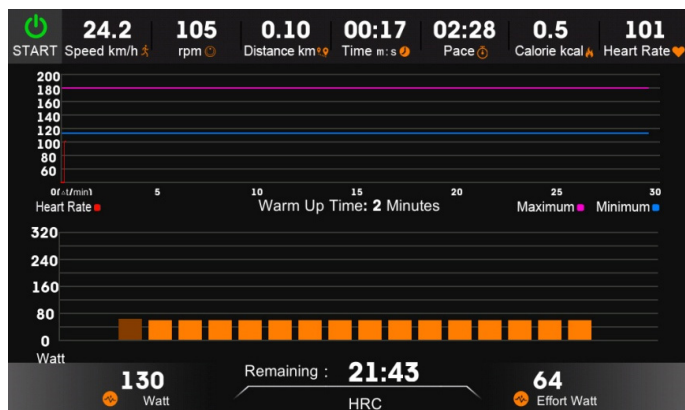 24.2 105 0.10 00:17 02:28 0.5 101
START Speed km/h rpm Distance km Time m:s Pace Calorie kcal Heart Rate
200
180
160
140
120
100
80
60
0(△t/min) 5 10 15 20 25 30
Heart Rate Warm Up Time: 2 Minutes Maximum Minimum
320
240
160
80
0
Watt
130 Remaining : 21:43 64
Watt HRC Effort Watt